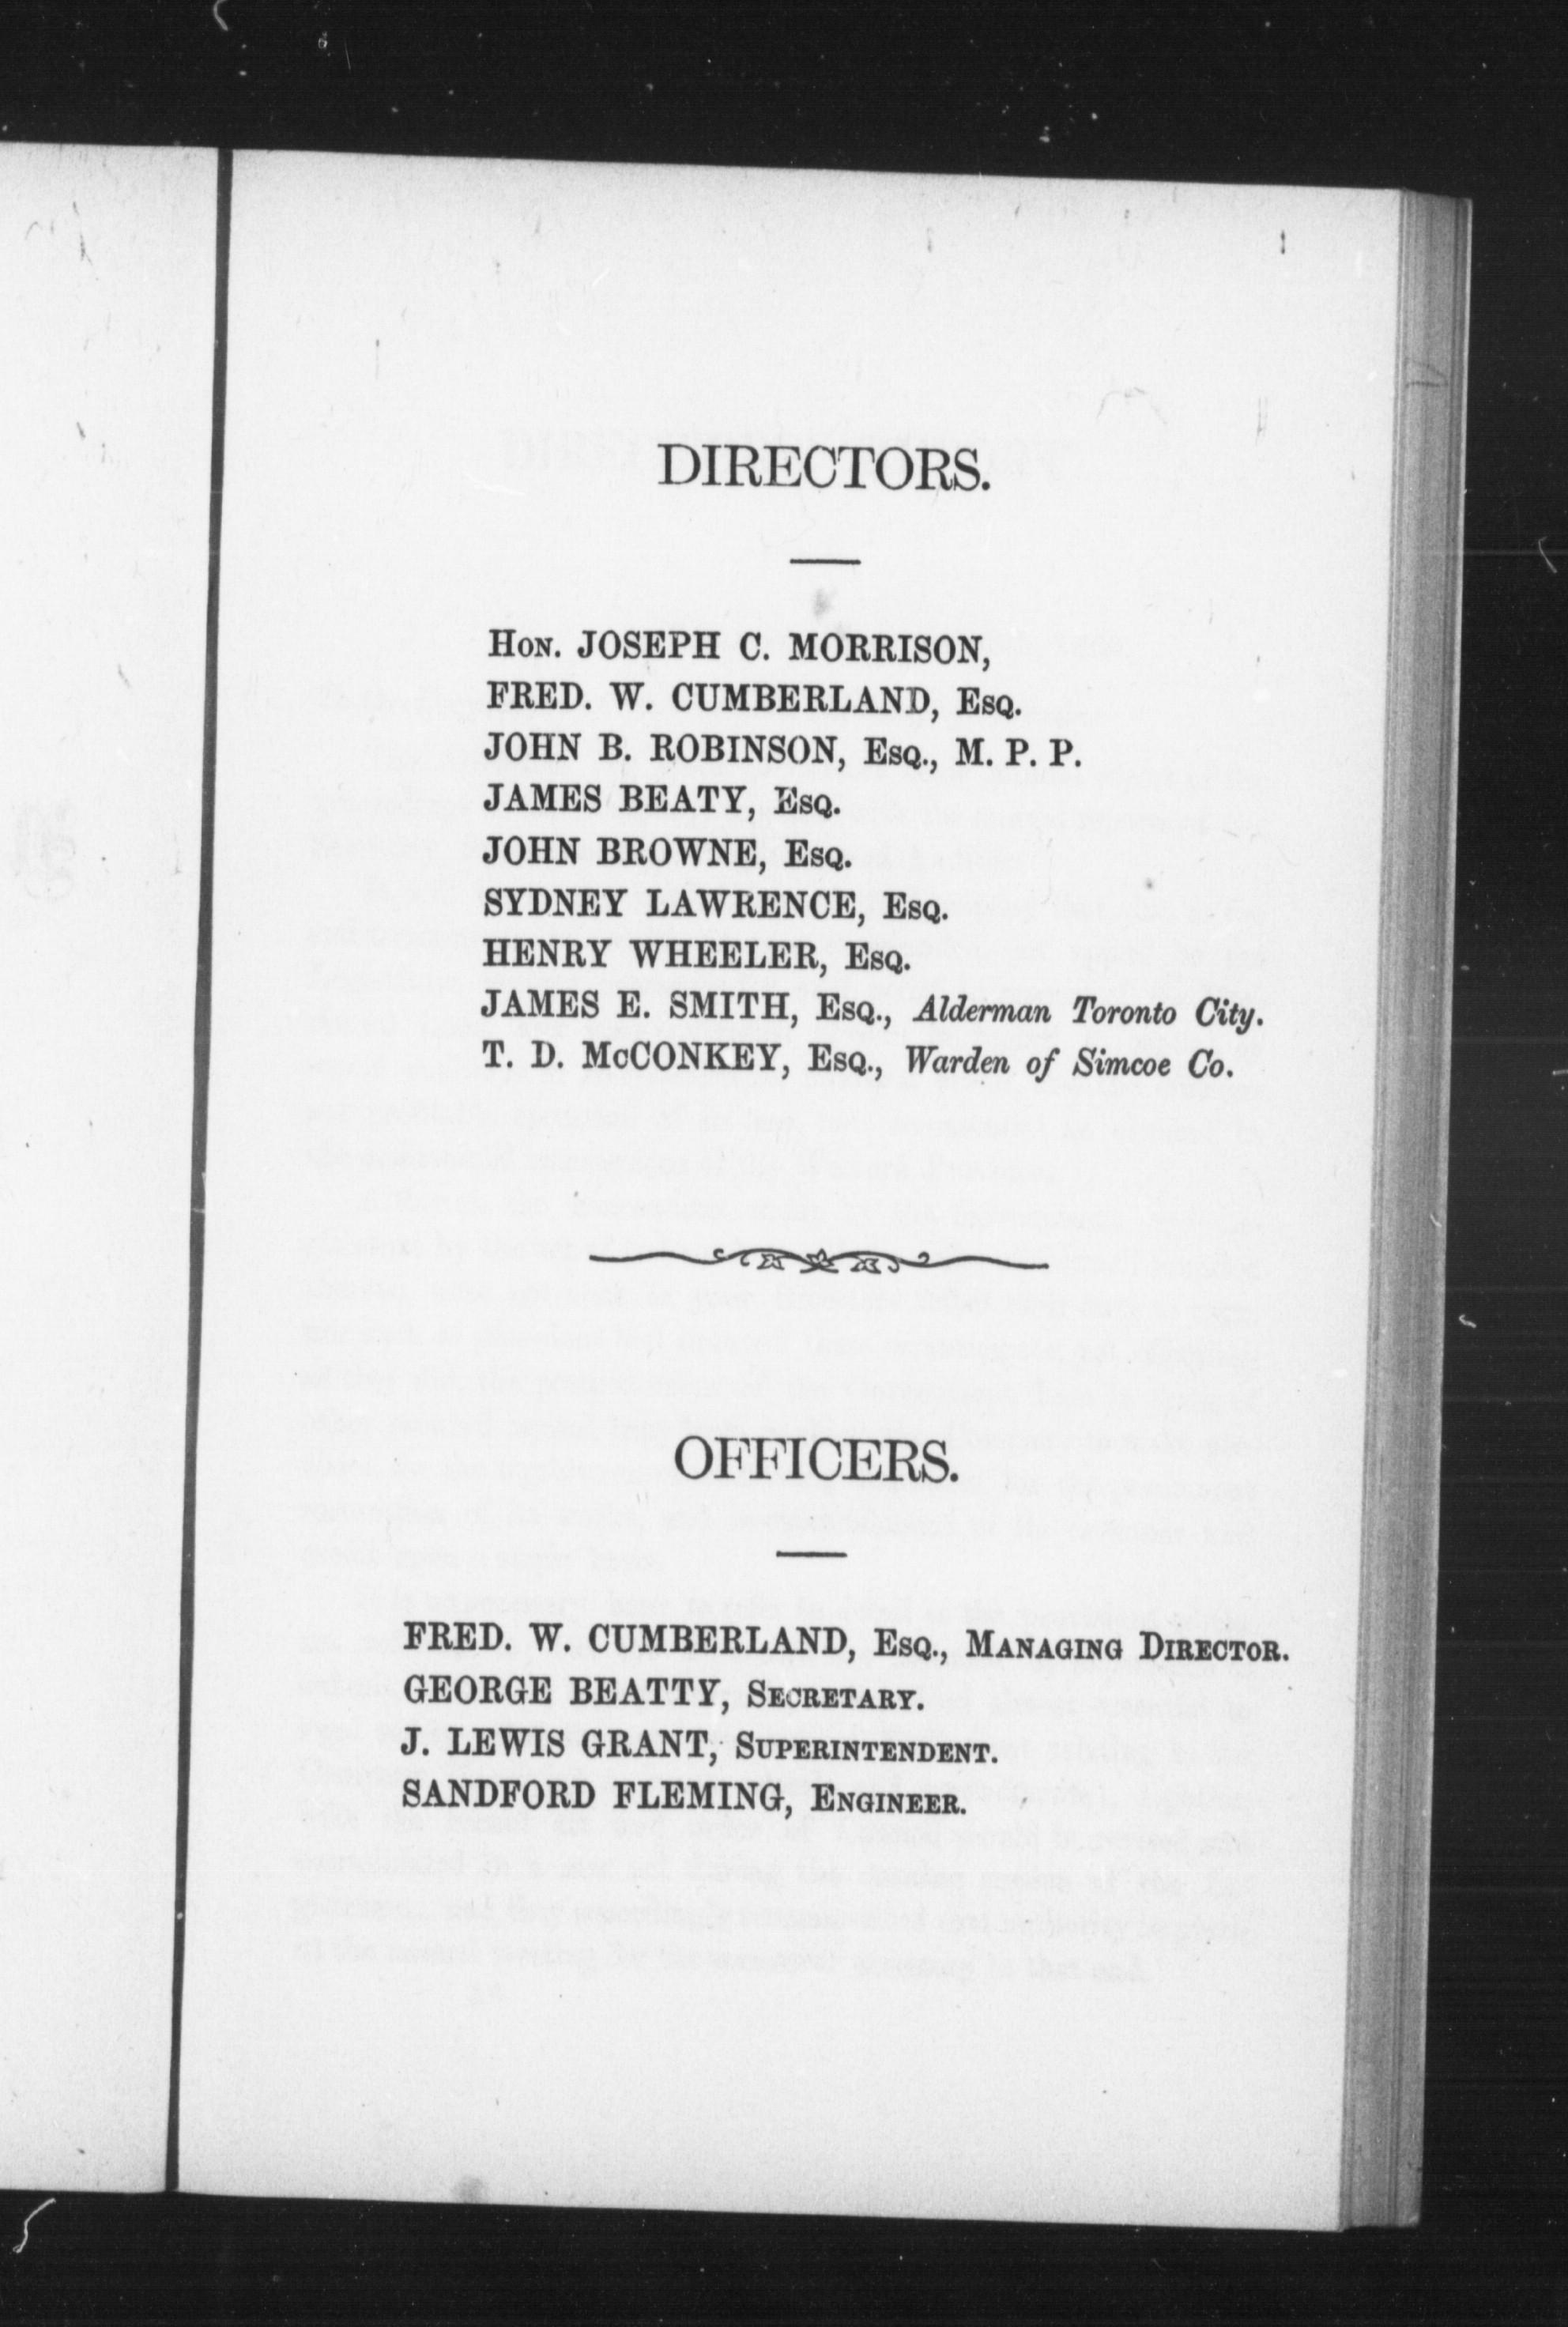 DIRECTORS.
Hon. JOSEPH C. MORRISON,
FRED. W. CUMBERLAND, Esq.
JOHN B. ROBINSON, Esq., M. P. P.
JAMES BEATY, Esq.
JOHN BROWNE, Esq.
SYDNEY LAWRENCE, Esq.
HENRY WHEELER, Esq.
JAMES E. SMITH, Esq., Alderman Toronto City.
T. D. McCONKEY, Esq., Warden of Simcoe Co.
OFFICERS.
FRED. W. CUMBERLAND, Esq., Managing Director.
GEORGE BEATTY, Secretary.
J. LEWIS GRANT, Superintendent.
SANDFORD FLEMING, Engineer.